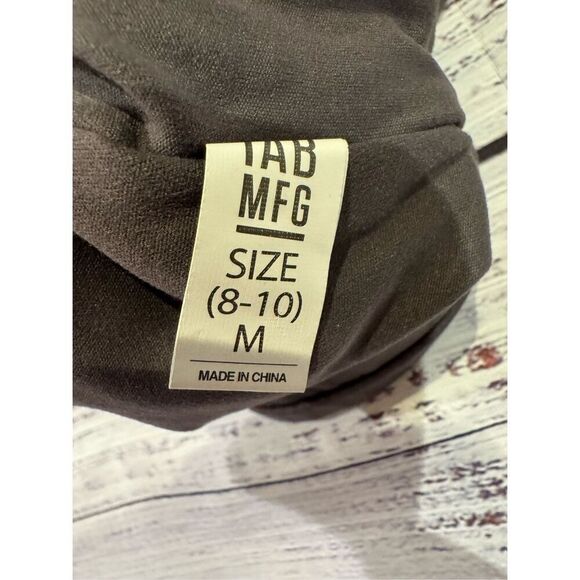 TAB
MFG
SIZE
(8-10)
M
MADE IN CHINA